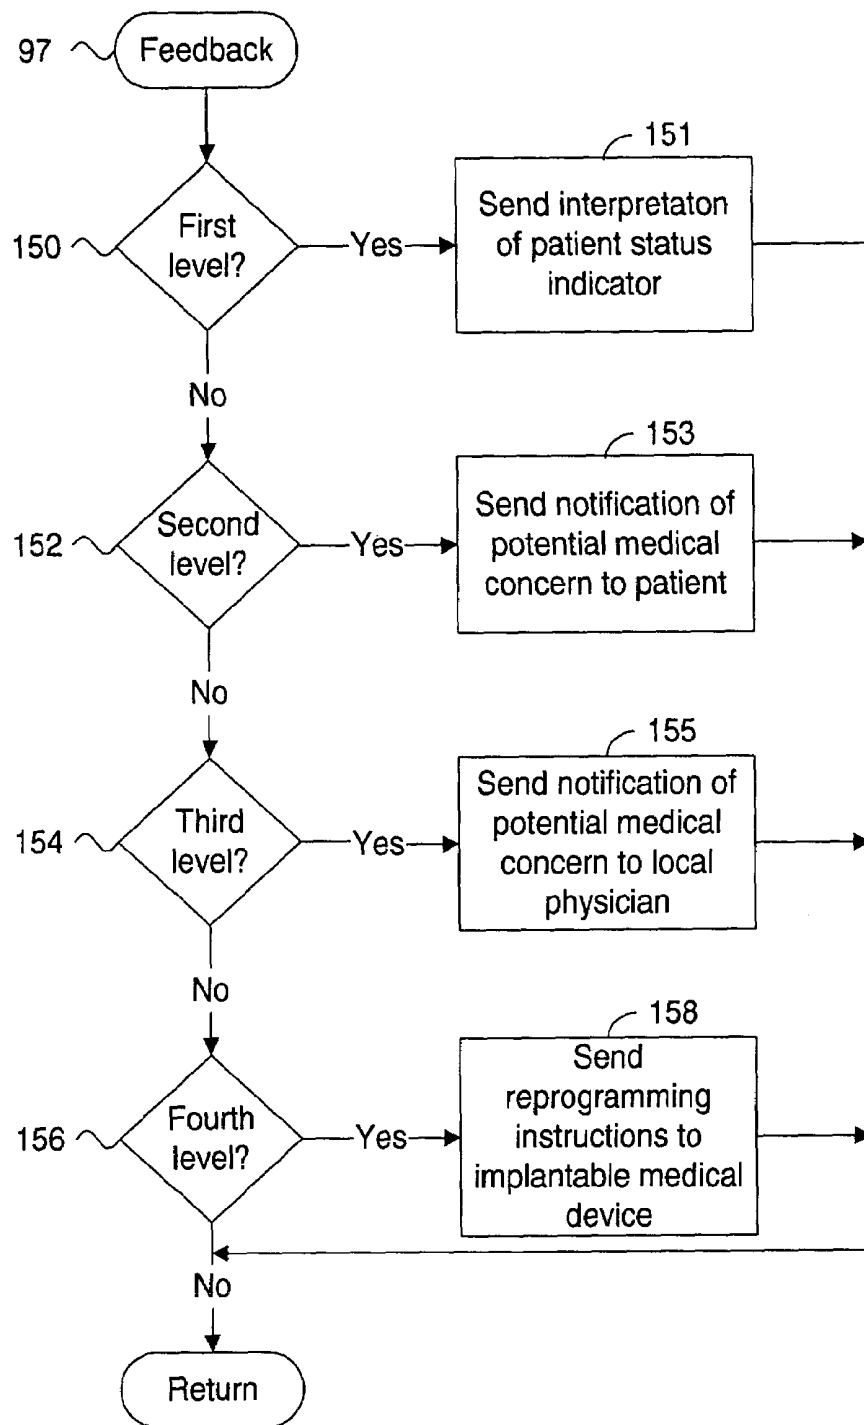 97
Feedback
151
150
First
level?
Yes
Send interpretaton
of patient status
indicator
No
153
152
Second
level?
Yes
Send notification of
potential medical
concern to patient
No
155
154
Third
level?
Yes
Send notification of
potential medical
concern to local
physician
No
158
156
Fourth
level?
Yes
Send
reprogramming
instructions to
implantable medical
device
No
Return